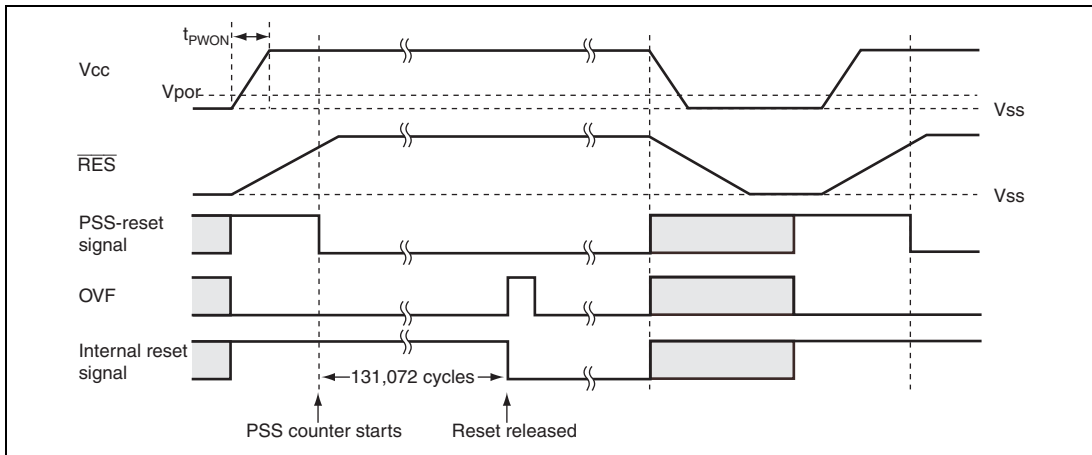 tPWON
Vcc
Vpor
Vss
RES
Vss
PSS-reset
signal
OVF
Internal reset
signal
131,072 cycles
PSS counter starts
Reset released